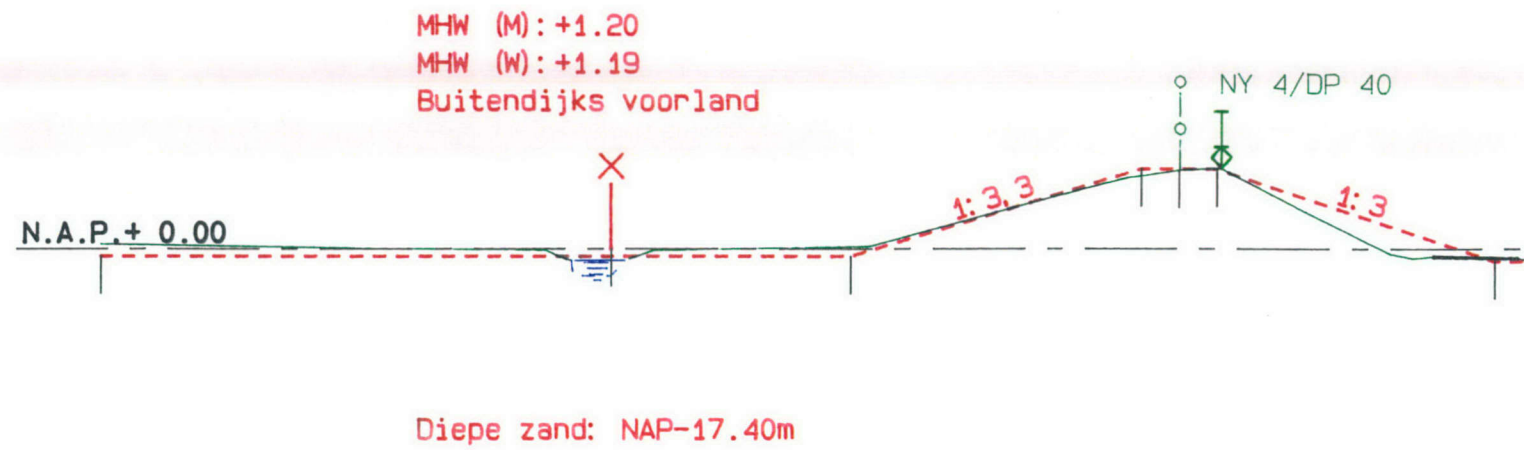 MHW (M): +1.20
MHW (W): +1.19
Buitendijks voorland
NY 4/DP 40
1: 3, 3
1: 3
N.A.P.+ 0.00
Diepe zand: NAP-17.40m